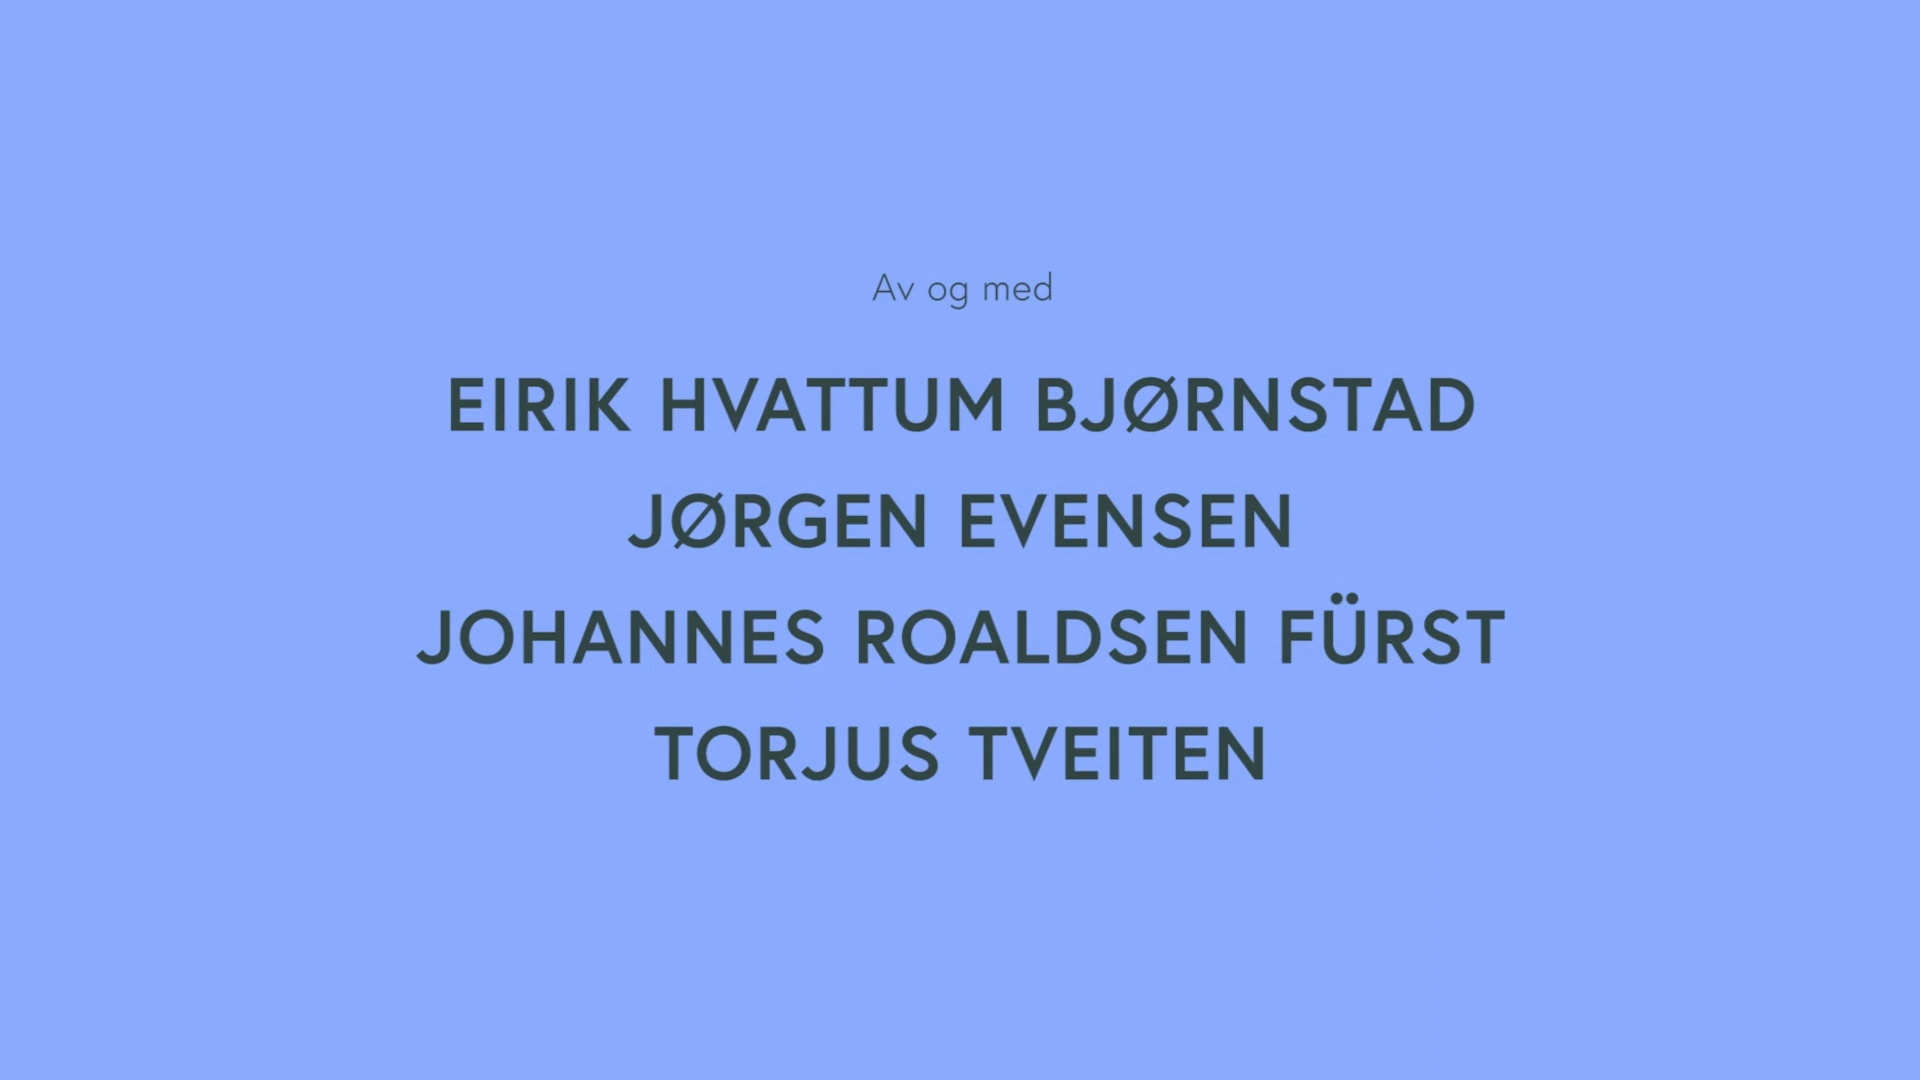 Av og med
EIRIK HVATTUM BJØRNSTAD
JØRGEN EVENSEN
JOHANNES ROALDSEN FÜRST
TORJUS TVEITEN